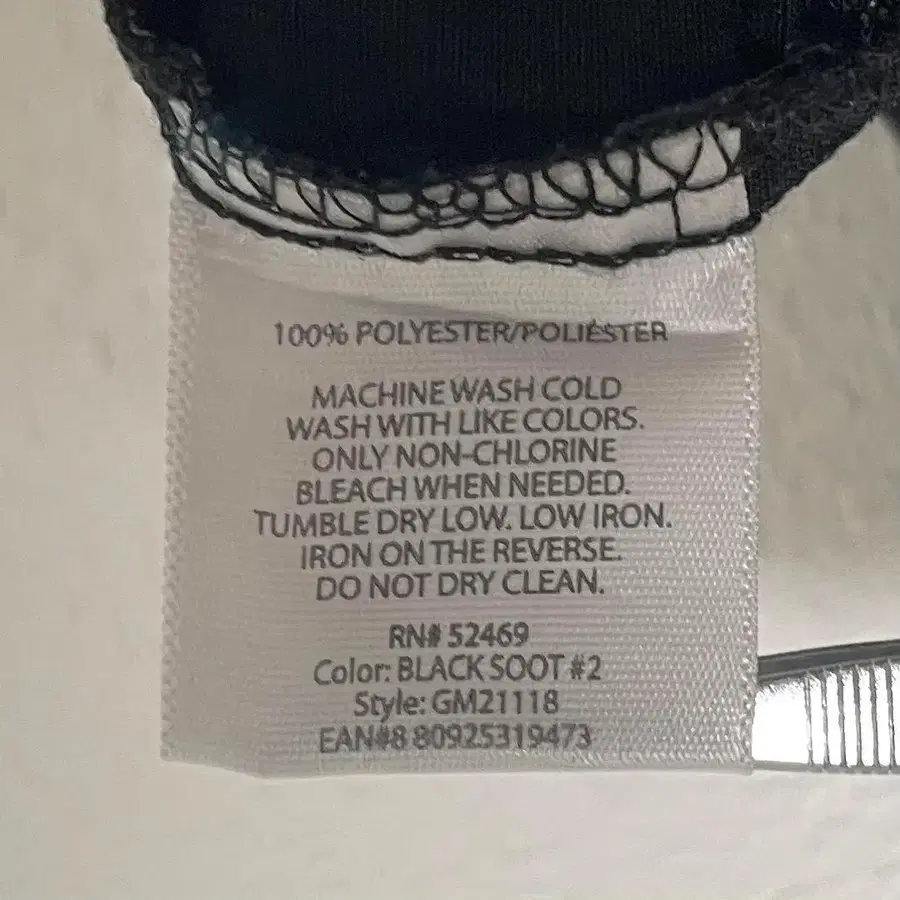 100% POLYESTER/POLIÉSTER
MACHINE WASH COLD
WASH WITH LIKE COLORS.
ONLY NON-CHLORINE
BLEACH WHEN NEEDED.
TUMBLE DRY LOW. LOW IRON.
IRON ON THE REVERSE.
DO NOT DRY CLEAN.
RN# 52469
Color: BLACK SOOT #2
Style: GM21118
EAN#8 80925319473